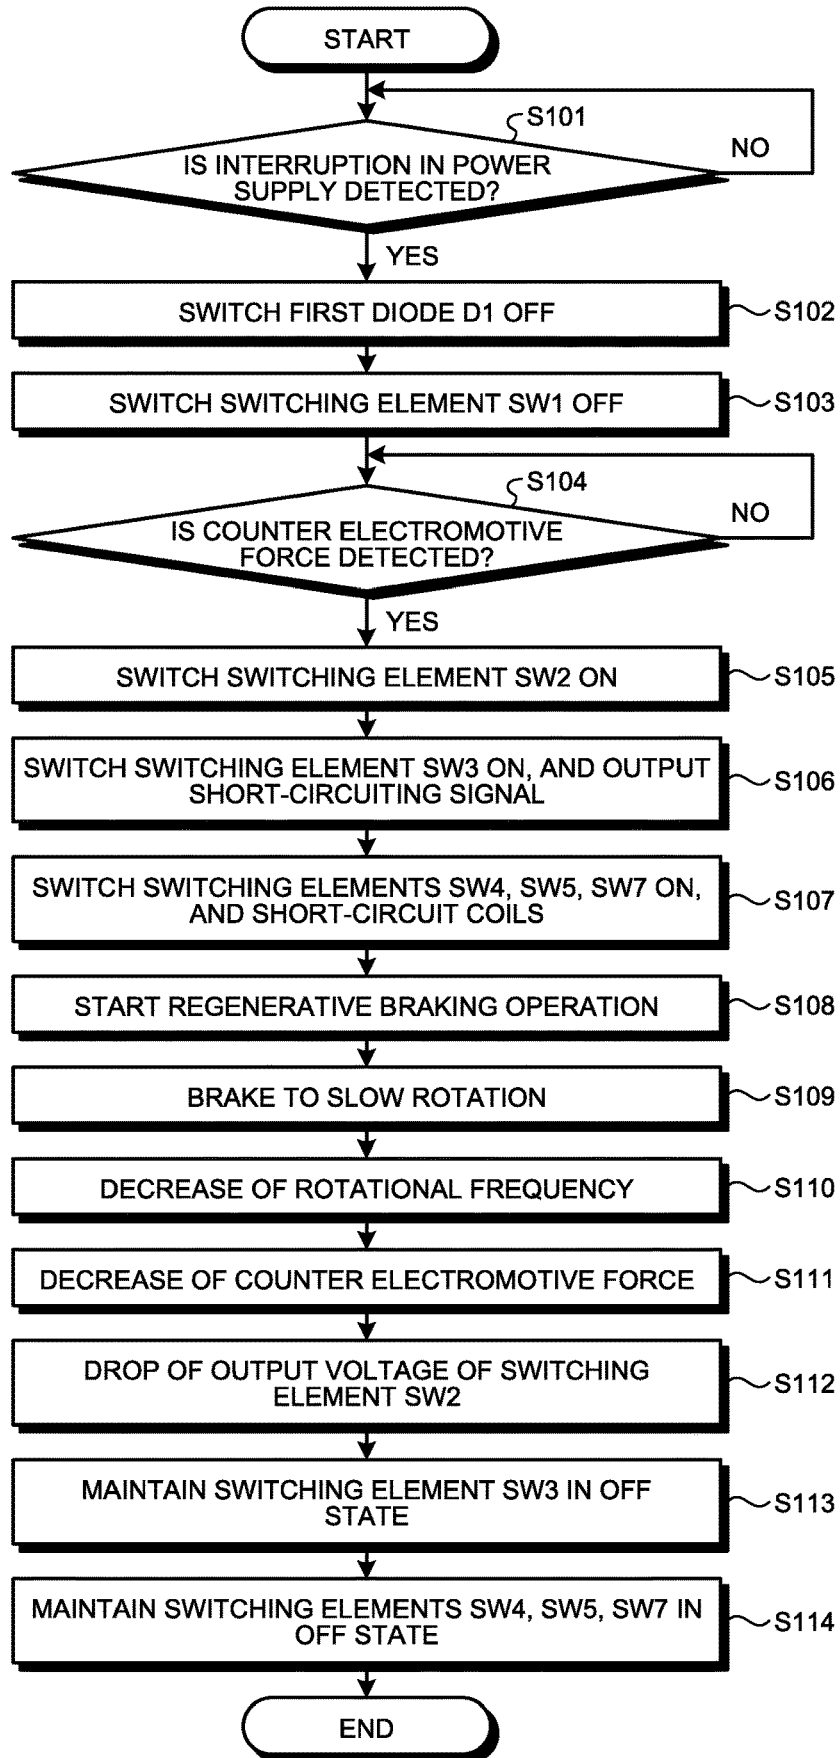 START
S101
IS INTERRUPTION IN POWER
SUPPLY DETECTED?
NO
YES
SWITCH FIRST DIODE D1 OFF
S102
SWITCH SWITCHING ELEMENT SW1 OFF
S103
S104
IS COUNTER ELECTROMOTIVE
FORCE DETECTED?
NO
YES
SWITCH SWITCHING ELEMENT SW2 ON
S105
SWITCH SWITCHING ELEMENT SW3 ON, AND OUTPUT
SHORT-CIRCUITING SIGNAL
S106
SWITCH SWITCHING ELEMENTS SW4, SW5, SW7 ON,
AND SHORT-CIRCUIT COILS
S107
START REGENERATIVE BRAKING OPERATION
S108
BRAKE TO SLOW ROTATION
S109
DECREASE OF ROTATIONAL FREQUENCY
S110
DECREASE OF COUNTER ELECTROMOTIVE FORCE
S111
DROP OF OUTPUT VOLTAGE OF SWITCHING
ELEMENT SW2
S112
MAINTAIN SWITCHING ELEMENT SW3 IN OFF
STATE
S113
MAINTAIN SWITCHING ELEMENTS SW4, SW5, SW7 IN
OFF STATE
S114
END